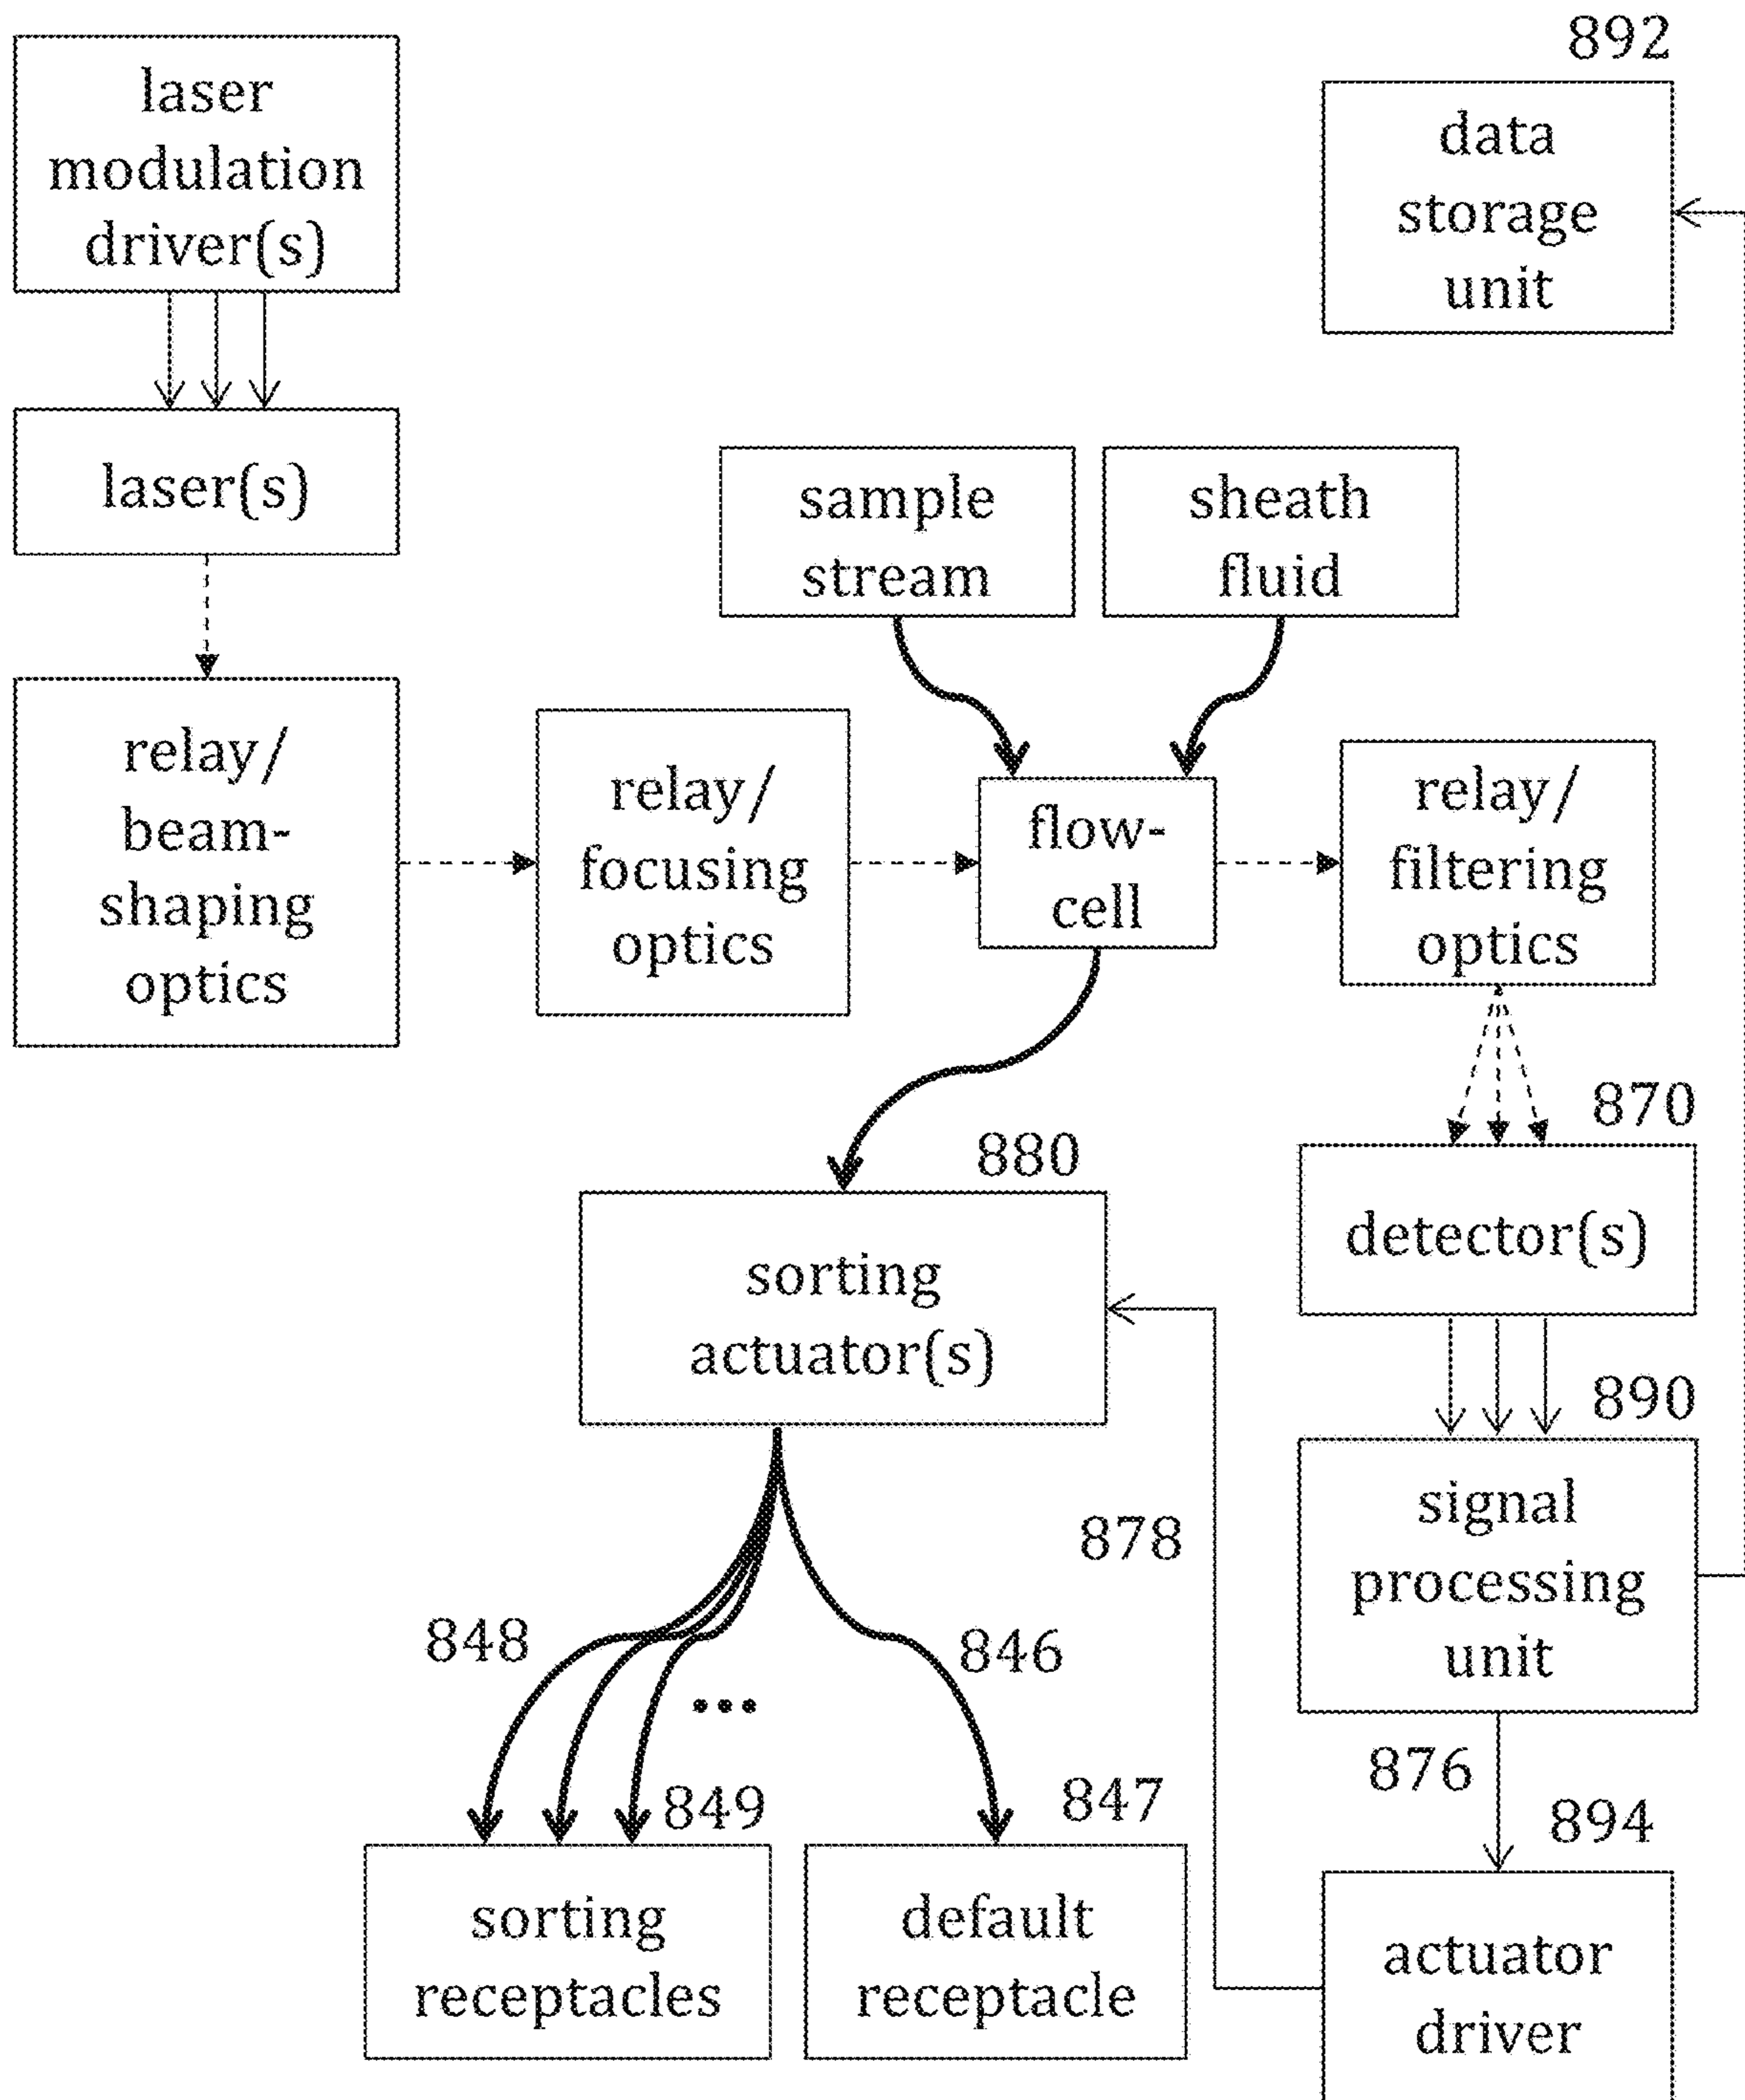 892
laser
modulation
driver(s)
data
storage
unit
laser(s)
sample
stream
sheath
fluid
relay/
beam-
shaping
optics
relay/
focusing
optics
flow-
cell
relay/
filtering
optics
870
880
detector(s)
sorting
actuator(s)
890
signal
processing
unit
878
848
846
876
849
847
894
sorting
receptacles
default
receptacle
actuator
driver